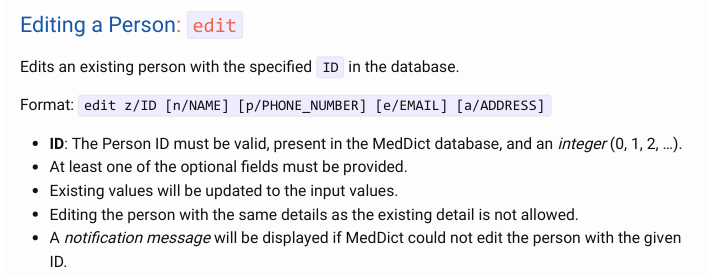 Editing a Person: edit
Edits an existing person with the specified ID in the database.
Format: edit z/ID [n/NAME] [p/PHONE_NUMBER] [e/EMAIL] [a/ADDRESS]
• ID: The Person ID must be valid, present in the MedDict database, and an integer (0, 1, 2, …).
• At least one of the optional fields must be provided.
• Existing values will be updated to the input values.
• Editing the person with the same details as the existing detail is not allowed.
• A notification message will be displayed if MedDict could not edit the person with the given
ID.